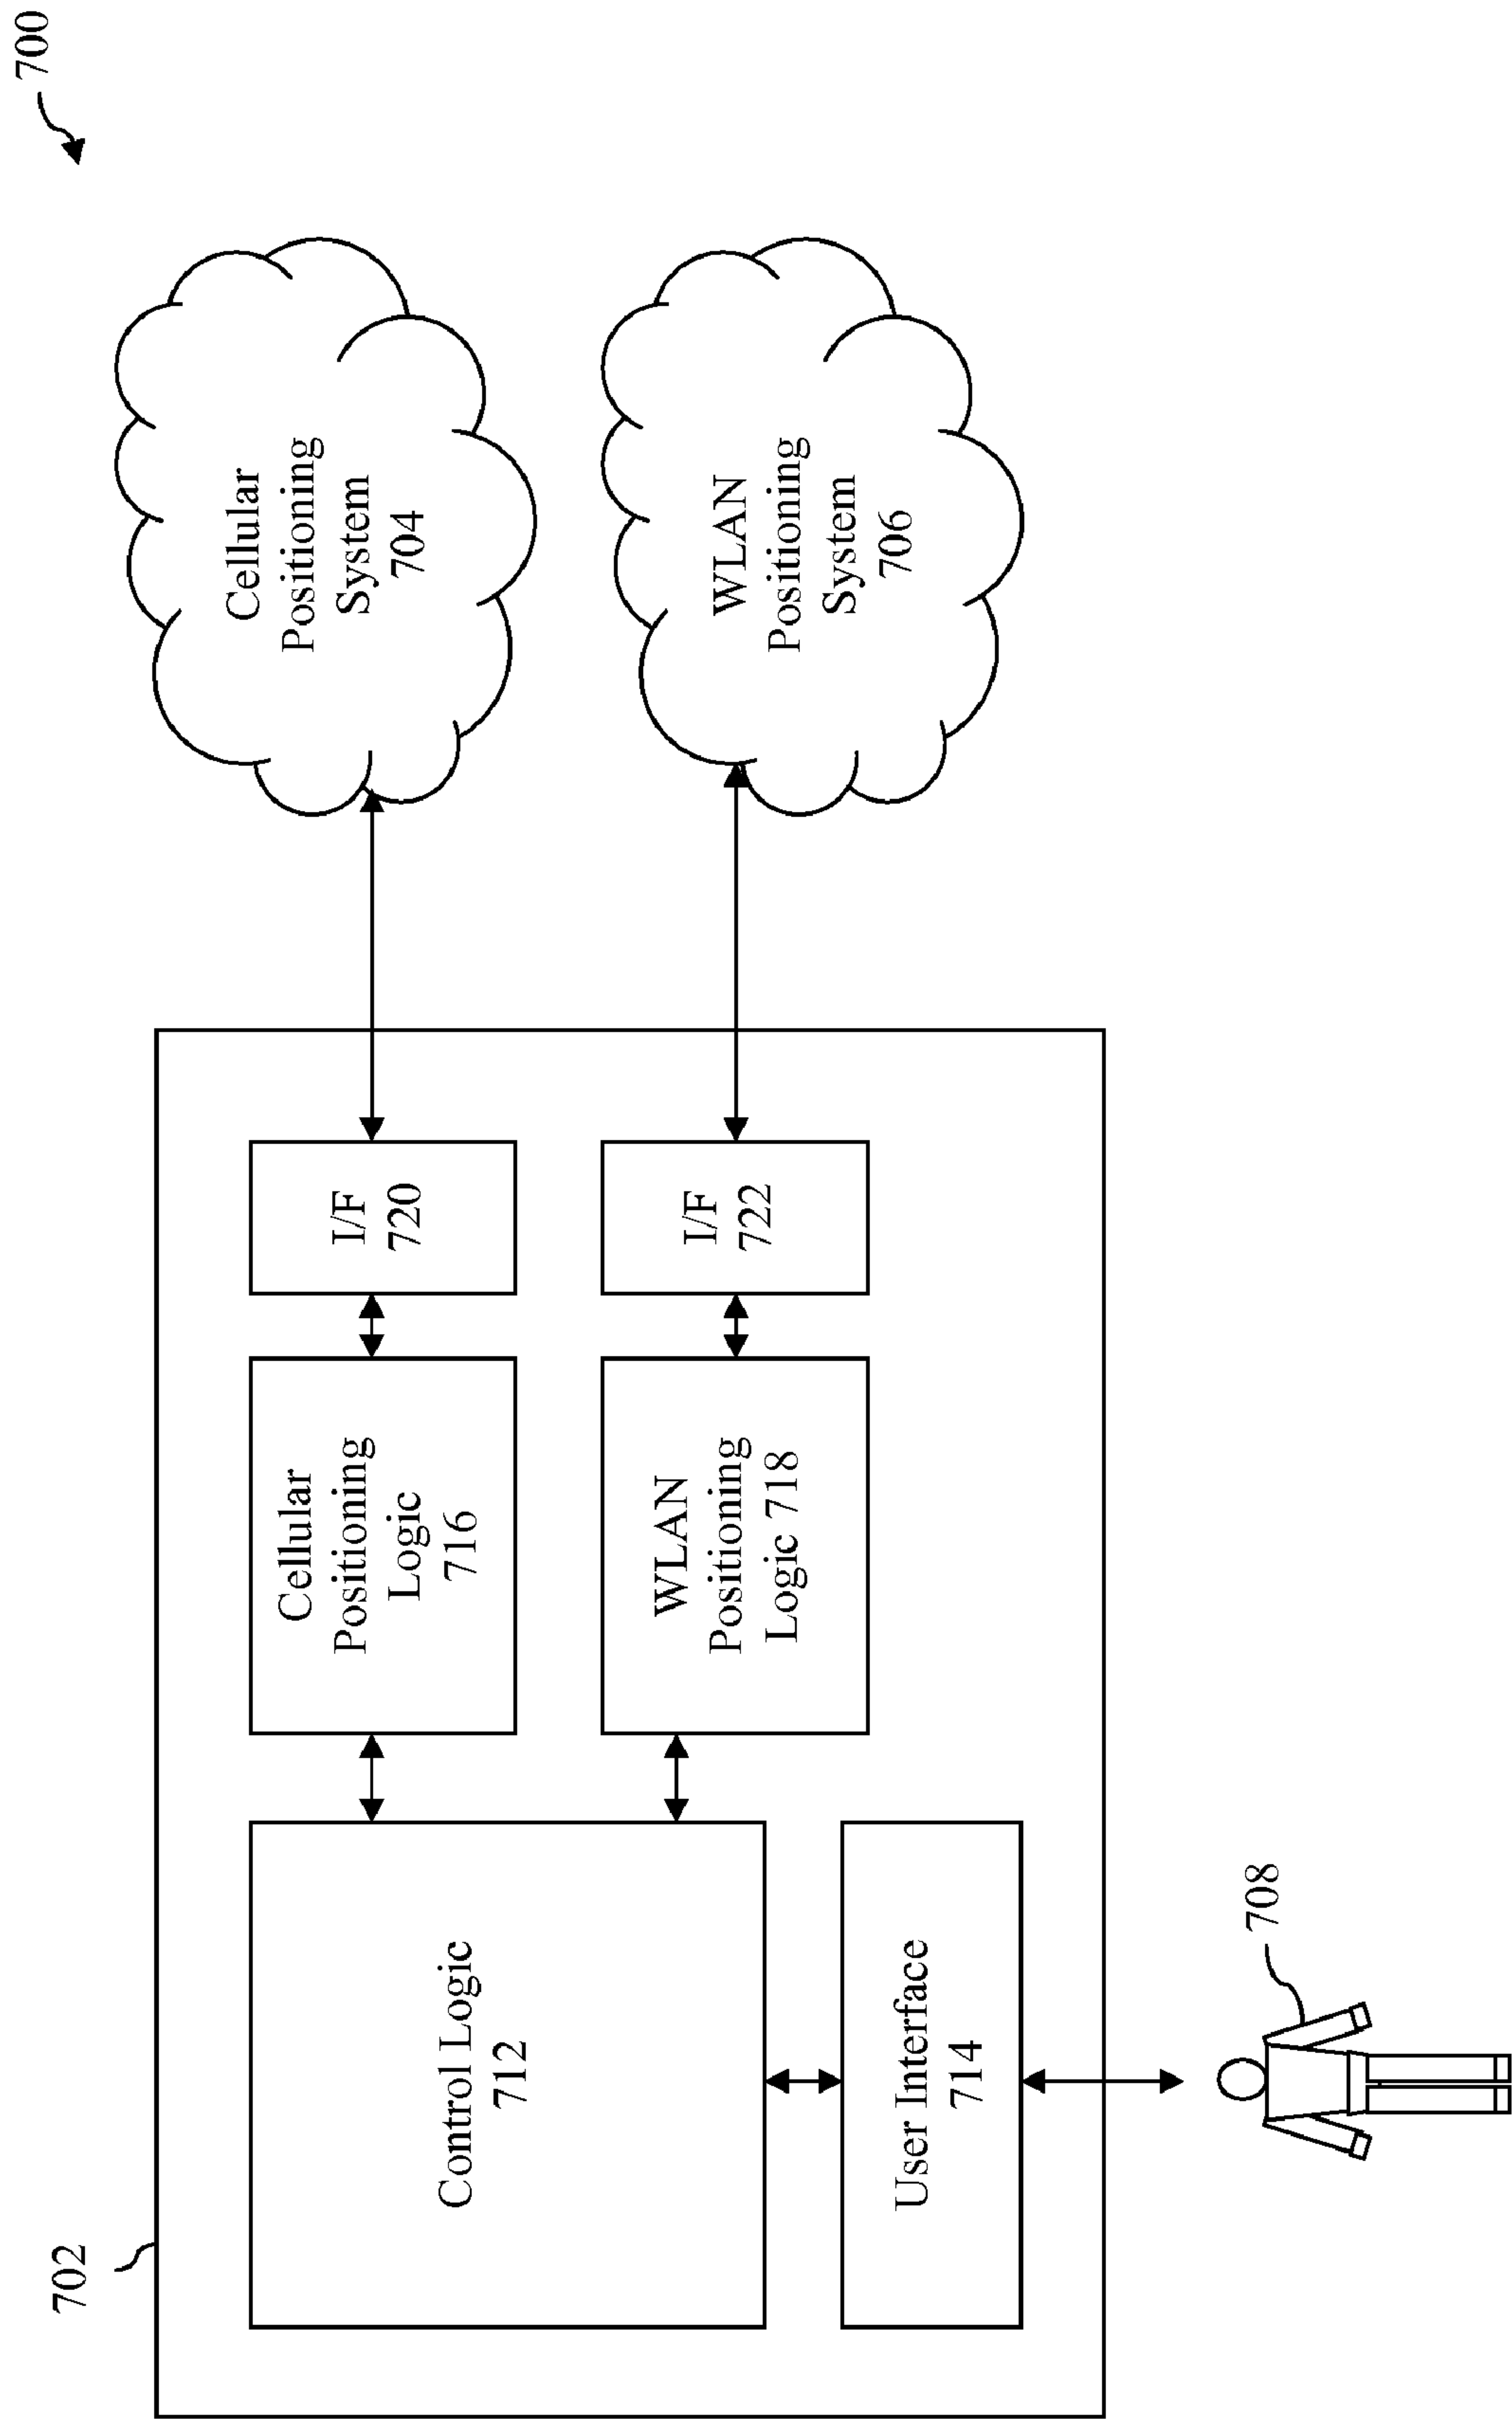 700
702
Control Logic
712
Cellular
Positioning
Logic
716
I/F
720
Cellular
Positioning
System
704
WLAN
Positioning
Logic 718
I/F
722
WLAN
Positioning
System
706
User Interface
714
708